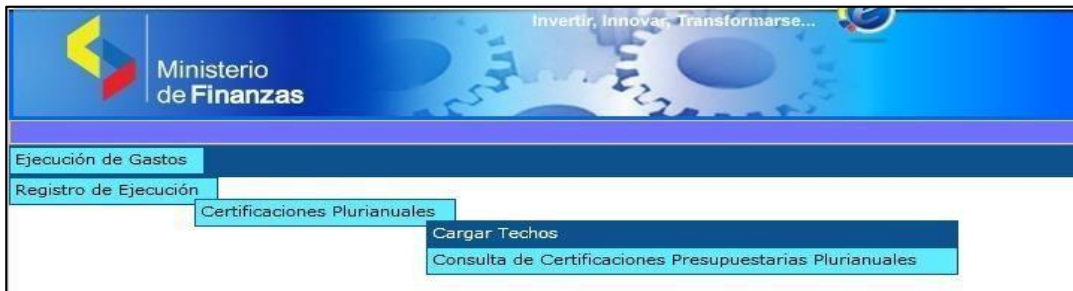 Invertir, Innovar, Transformarse...
Ministerio
de Finanzas
Ejecución de Gastos
Registro de Ejecución
Certificaciones Plurianuales
Cargar Techos
Consulta de Certificaciones Presupuestarias Plurianuales